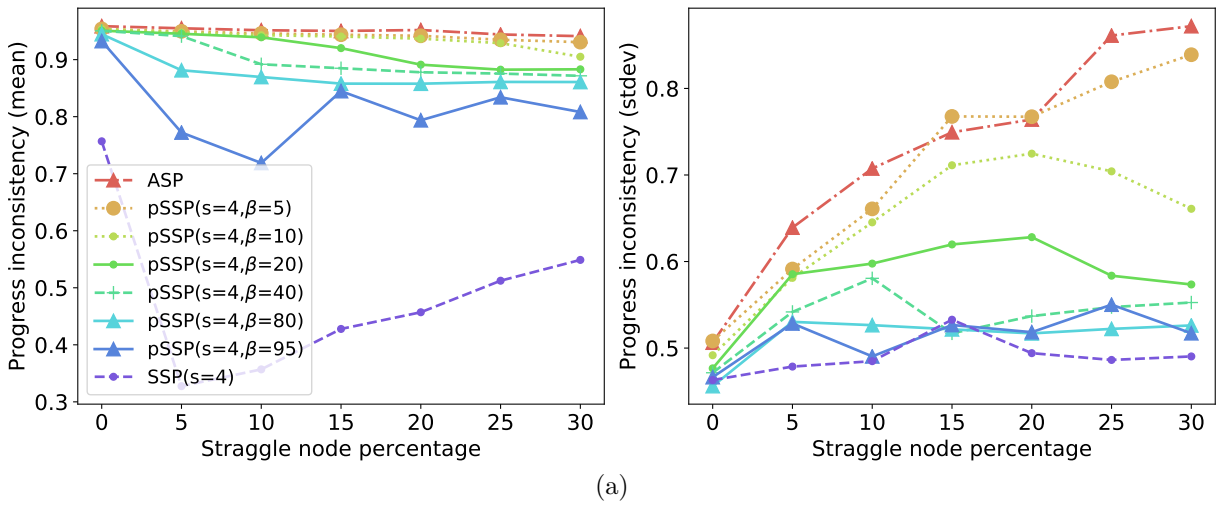 Progress inconsistency (mean)
0.9
0.8
0.7
0.6
0.5
0.4
0.3
ASP
pSSP(s=4,β=5)
pSSP(s=4,β=10)
pSSP(s=4,β=20)
pSSP(s=4,β=40)
pSSP(s=4,β=80)
pSSP(s=4,β=95)
SSP(s=4)
0 5 10 15 20 25 30
Straggle node percentage
Progress inconsistency (stdev)
0.8
0.7
0.6
0.5
0 5 10 15 20 25 30
Straggle node percentage
(a)